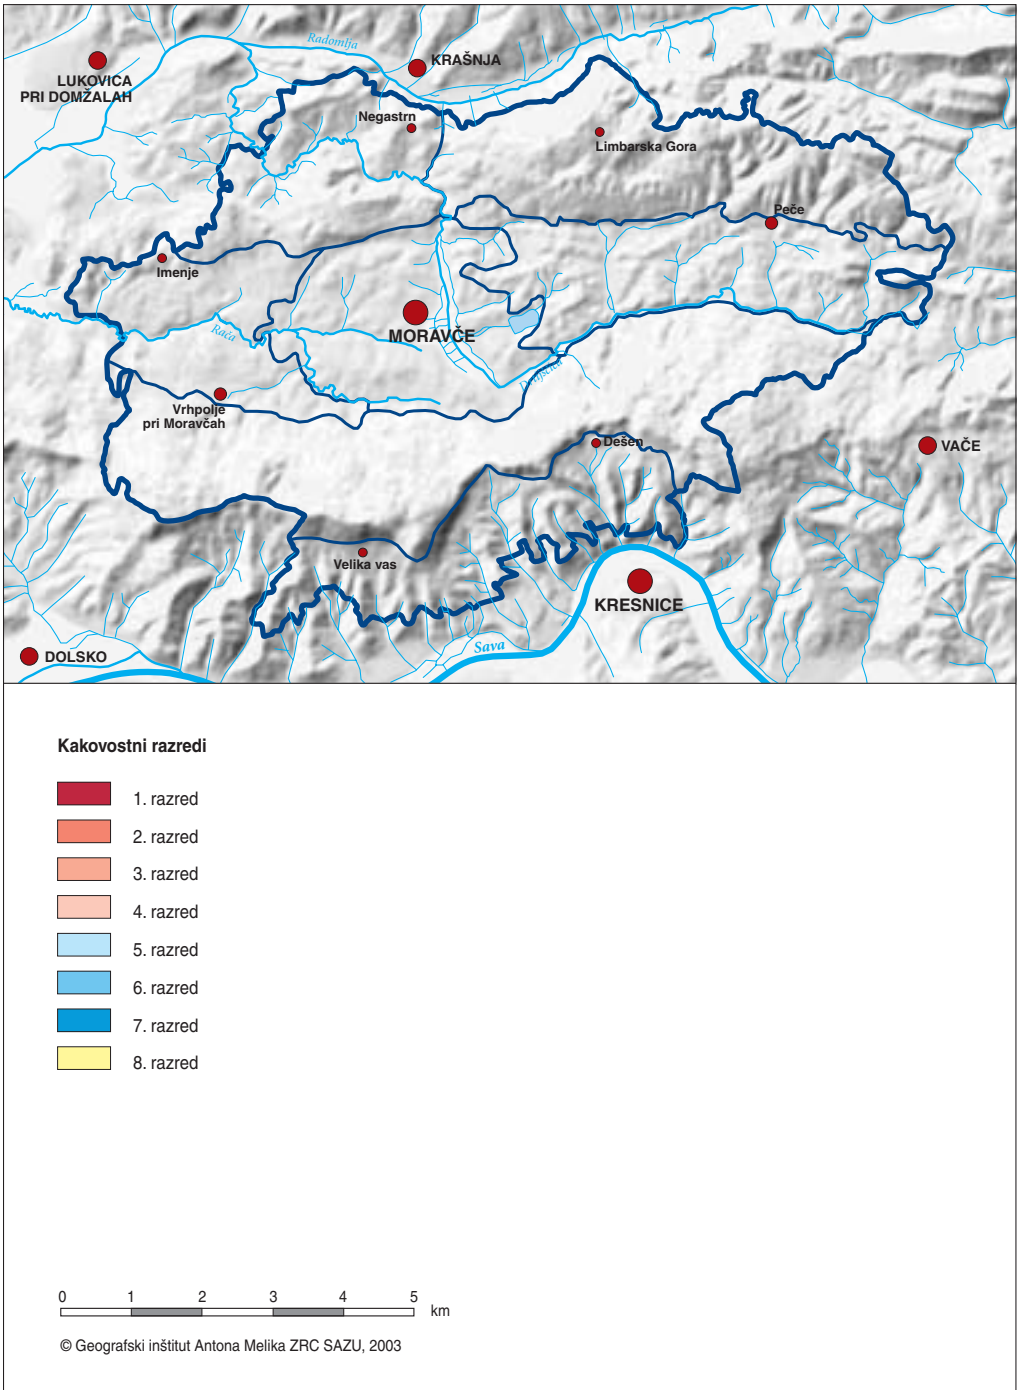 Radomlja
KRAŠNJA
LUKOVICA
PRI DOMŽALAH
Negastrn
Limbarska Gora
Peče
Imenje
MORAVČE
Rača
Drtijščica
Vrhpolje
pri Moravčah
Dešen
VAČE
Velika vas
KRESNICE
Sava
DOLSKO
Kakovostni razredi
1. razred
2. razred
3. razred
4. razred
5. razred
6. razred
7. razred
8. razred
0 1 2 3 4 5 km
© Geografski inštitut Antona Melika ZRC SAZU, 2003